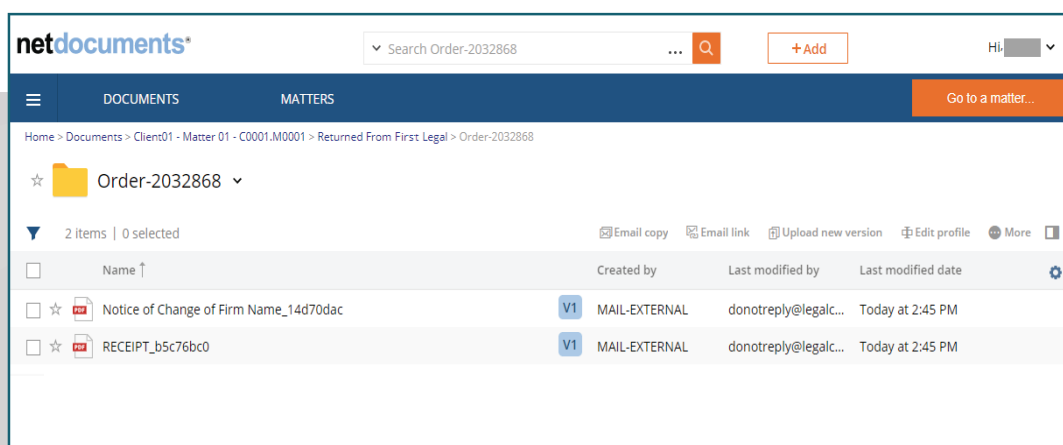 netdocuments®
Search Order-2032868 ...
+Add
Hi,
DOCUMENTS MATTERS Go to a matter...
Home > Documents > Client01 - Matter 01 - C0001.M0001 > Returned From First Legal > Order-2032868
Order-2032868
2 items | 0 selected Email copy Email link Upload new version Edit profile More
Name ↑ Created by Last modified by Last modified date
PDF Notice of Change of Firm Name_14d70dac V1 MAIL-EXTERNAL donotreply@legalc... Today at 2:45 PM
PDF RECEIPT_b5c76bc0 V1 MAIL-EXTERNAL donotreply@legalc... Today at 2:45 PM